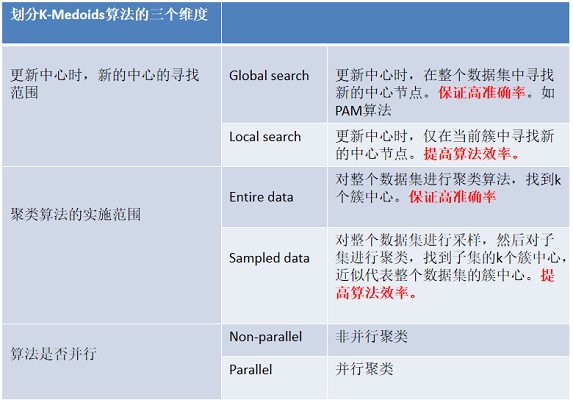 划分K-Medoids算法的三个维度
更新中心时，新的中心的寻找
范围
Global search
更新中心时，在整个数据集中寻找
新的中心节点。保证高准确率。如
PAM算法
Local search
更新中心时，仅在当前簇中寻找新
的中心节点。提高算法效率。
聚类算法的实施范围
Entire data
对整个数据集进行聚类算法，找到k
个簇中心。保证高准确率
Sampled data
对整个数据集进行采样，然后对子
集进行聚类，找到子集的k个簇中心，
近似代表整个数据集的簇中心。提
高算法效率。
算法是否并行
Non-parallel
非并行聚类
Parallel
并行聚类